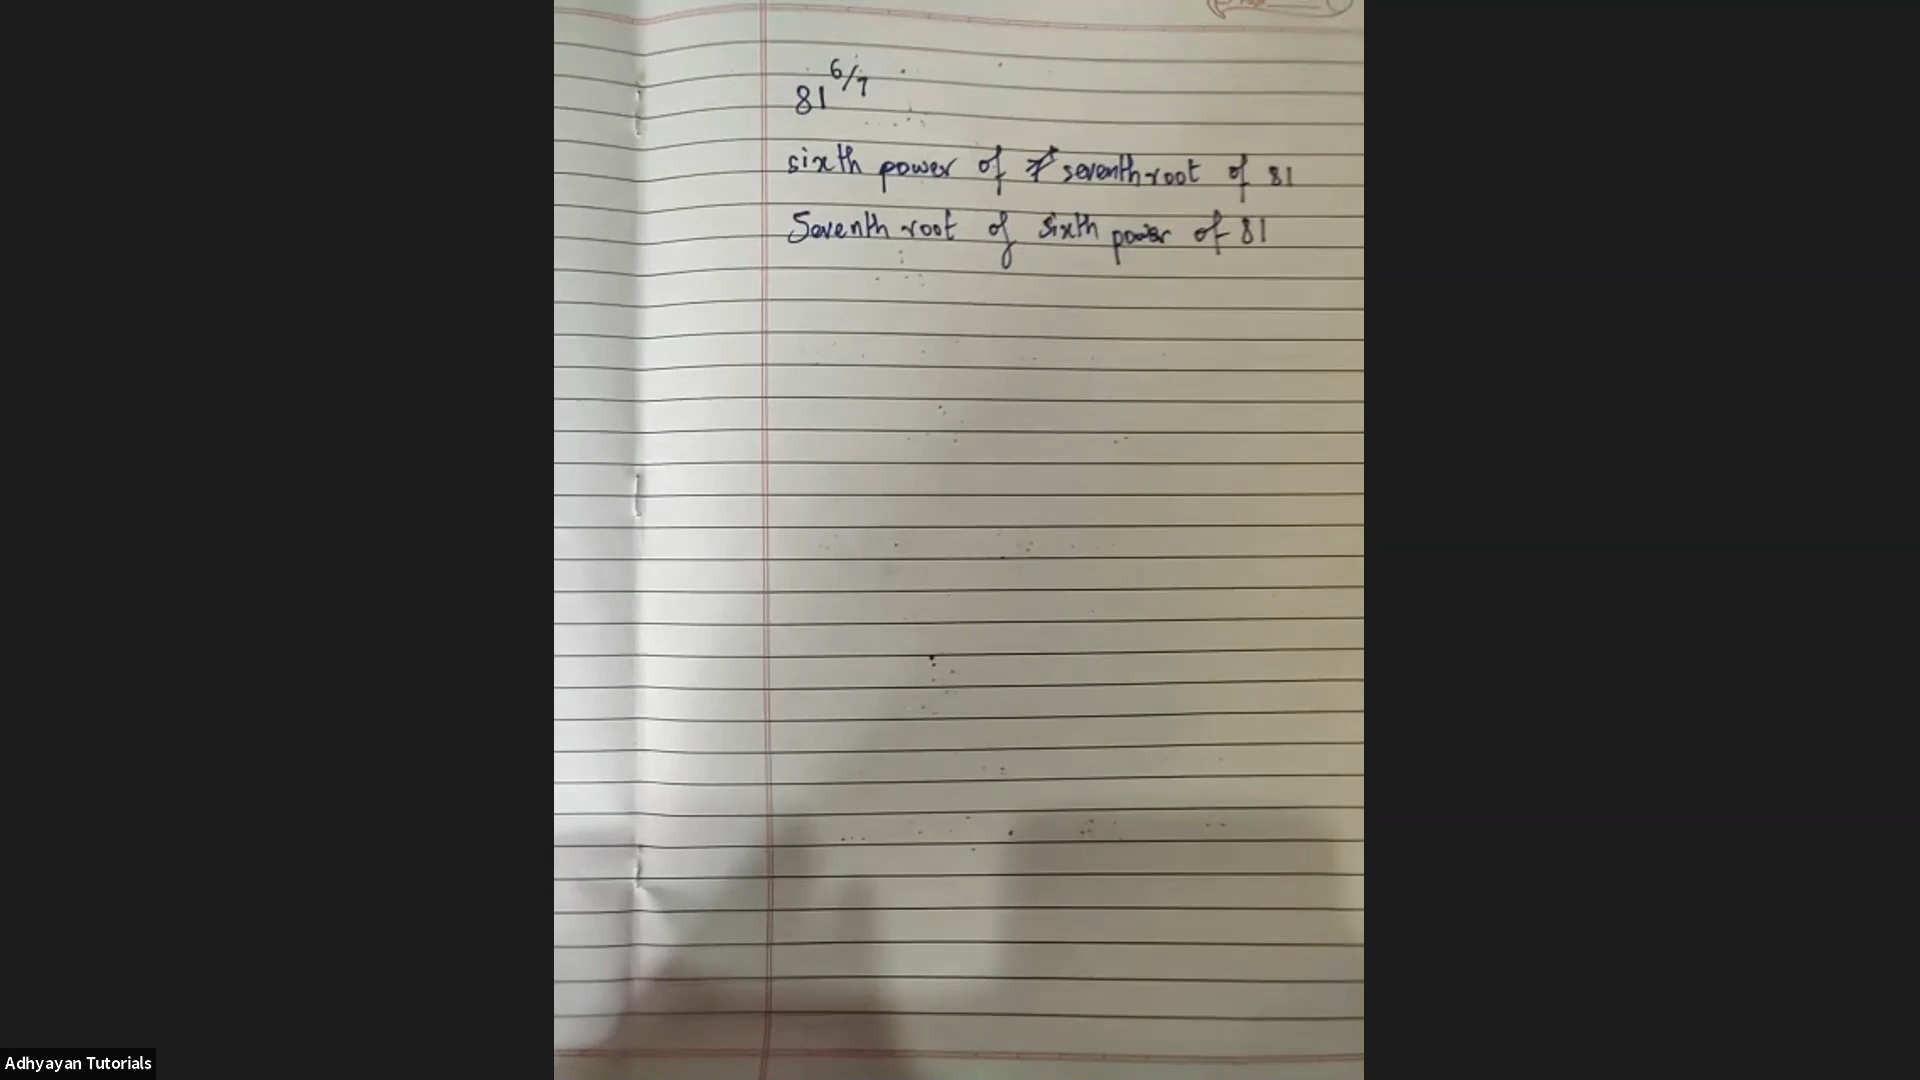 81^6/7
sixth power of seventh root of 81
Seventh root of sixth power of 81
Adhyayan Tutorials